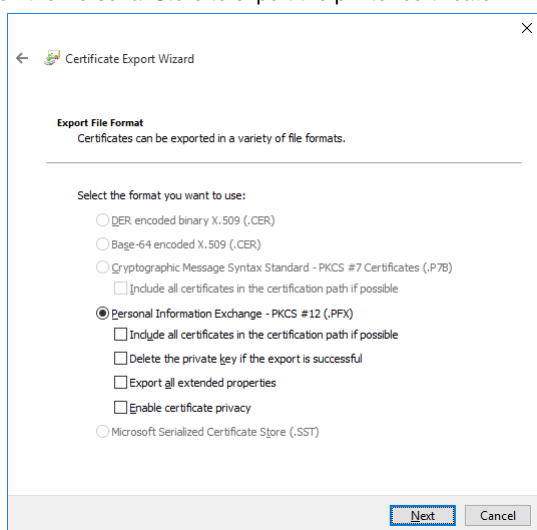 Certificate Export Wizard
Export File Format
Certificates can be exported in a variety of file formats.
Select the format you want to use:
DER encoded binary X.509 (.CER)
Base-64 encoded X.509 (.CER)
Cryptographic Message Syntax Standard - PKCS #7 Certificates (.P7B)
Include all certificates in the certification path if possible
Personal Information Exchange - PKCS #12 (.PFX)
Include all certificates in the certification path if possible
Delete the private key if the export is successful
Export all extended properties
Enable certificate privacy
Microsoft Serialized Certificate Store (.SST)
Next Cancel